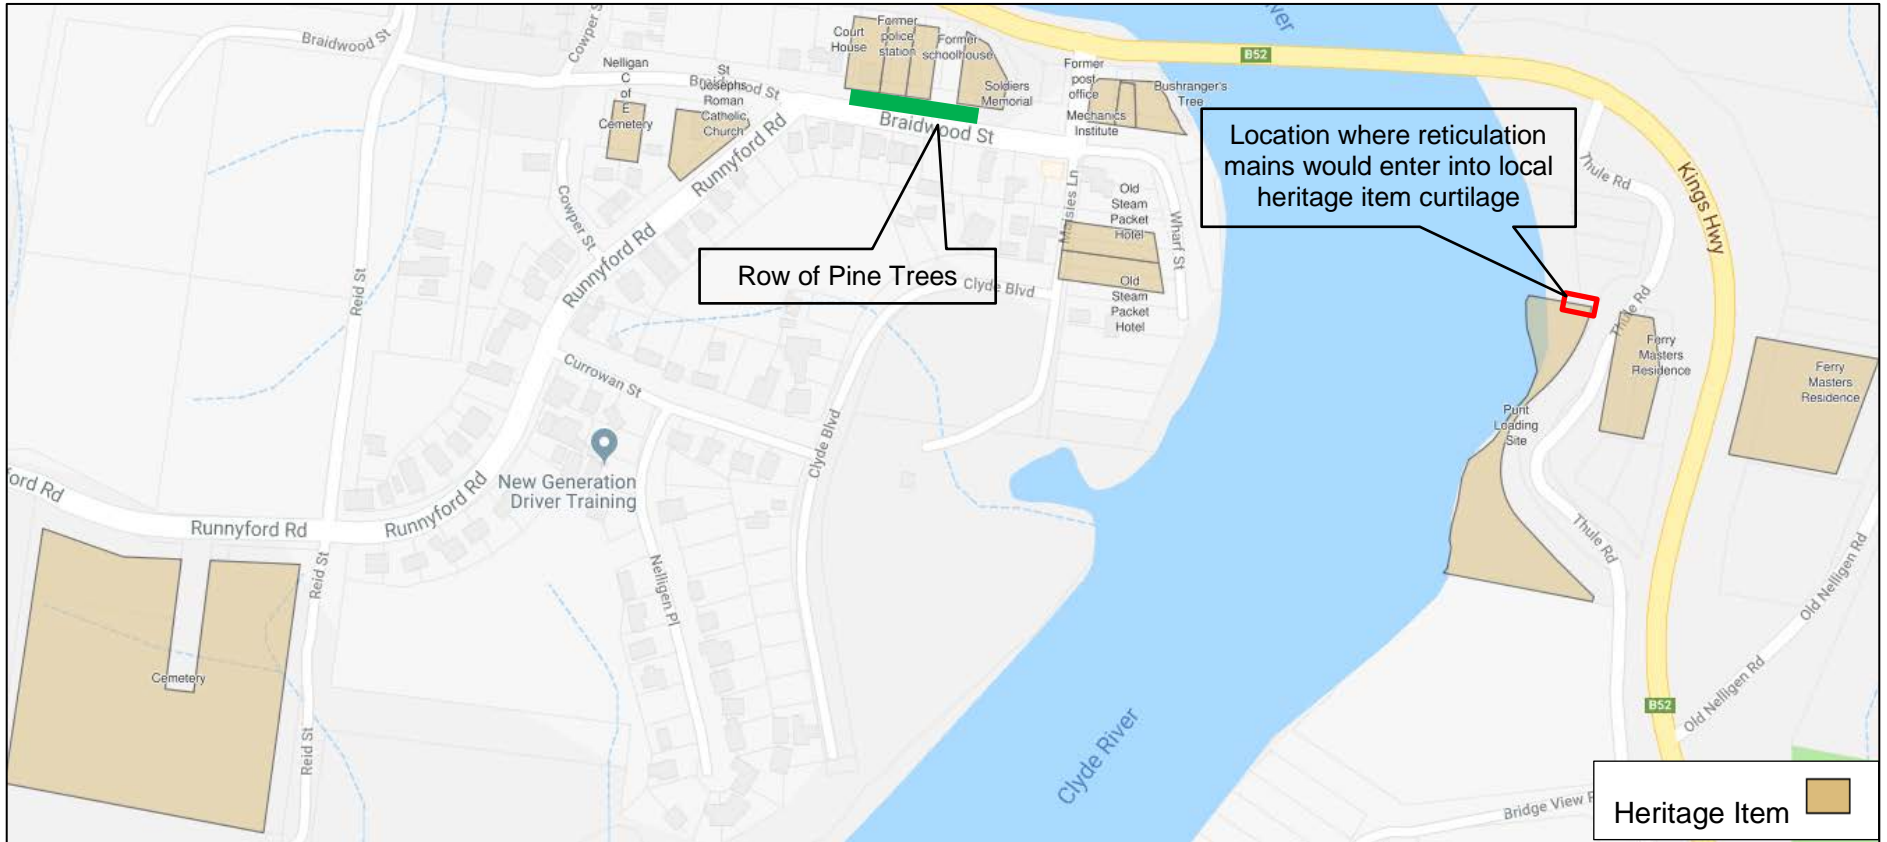 Braidwood St
Cowper S
Court
House
Former
police
station
Former
schoolhouse
Soldiers
Memorial
Former
post
office
Mechanics
Institute
Bushranger's
Tree
B52
Nelligan
C
of
E
Cemetery
St
Josephs
Roman
Catholic
Church
Braidwood St
Braidwood St
Runnyford Rd
Location where reticulation
mains would enter into local
heritage item curtilage
Thule Rd
Kings Hwy
Cowper St
Runnyford Rd
Row of Pine Trees
Maisies Ln
Old
Steam
Packet
Hotel
Wharf St
Old
Steam
Packet
Hotel
Clyde Blvd
Reid St
Thule Rd
Ferry
Masters
Residence
Ferry
Masters
Residence
Punt
Loading
Site
Currowan St
Clyde Blvd
New Generation
Driver Training
ord Rd
Runnyford Rd
Runnyford Rd
Reid St
Nelligen Pl
Thule Rd
Old Nelligen Rd
Cemetery
Reid St
Clyde River
Old Nelligen Rd
B52
Bridge View
Heritage Item